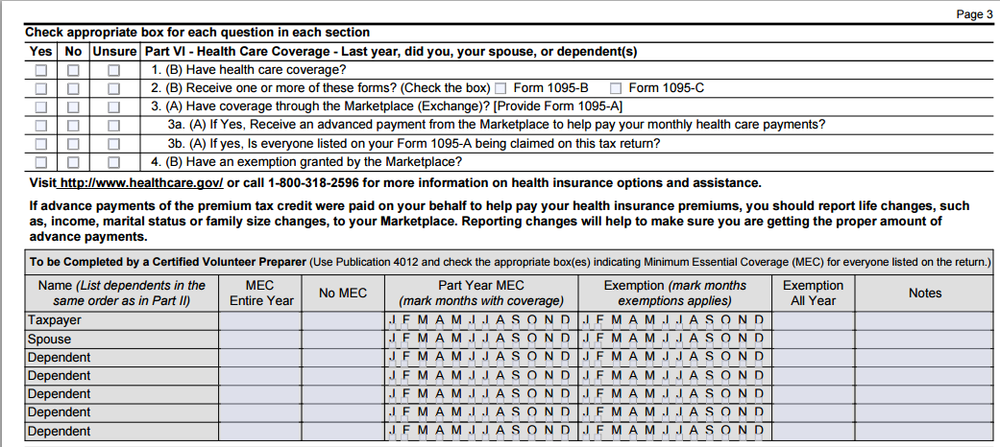 Page 3
Check appropriate box for each question in each section
Yes No Unsure Part VI - Health Care Coverage - Last year, did you, your spouse, or dependent(s)
1. (B) Have health care coverage?
2. (B) Receive one or more of these forms? (Check the box) Form 1095-B Form 1095-C
3. (A) Have coverage through the Marketplace (Exchange)? [Provide Form 1095-A]
3a. (A) If Yes, Receive an advanced payment from the Marketplace to help pay your monthly health care payments?
3b. (A) If yes, Is everyone listed on your Form 1095-A being claimed on this tax return?
4. (B) Have an exemption granted by the Marketplace?
Visit http://www.healthcare.gov/ or call 1-800-318-2596 for more information on health insurance options and assistance.
If advance payments of the premium tax credit were paid on your behalf to help pay your health insurance premiums, you should report life changes, such
as, income, marital status or family size changes, to your Marketplace. Reporting changes will help to make sure you are getting the proper amount of
advance payments.
To be Completed by a Certified Volunteer Preparer (Use Publication 4012 and check the appropriate box(es) indicating Minimum Essential Coverage (MEC) for everyone listed on the return.)
Name (List dependents in the
same order as in Part II)
MEC
Entire Year
No MEC
Part Year MEC
(mark months with coverage)
Exemption (mark months
exemptions applies)
Exemption
All Year
Notes
Taxpayer J F M A M J J A S O N D J F M A M J J A S O N D
Spouse J F M A M J J A S O N D J F M A M J J A S O N D
Dependent J F M A M J J A S O N D J F M A M J J A S O N D
Dependent J F M A M J J A S O N D J F M A M J J A S O N D
Dependent J F M A M J J A S O N D J F M A M J J A S O N D
Dependent J F M A M J J A S O N D J F M A M J J A S O N D
Dependent J F M A M J J A S O N D J F M A M J J A S O N D